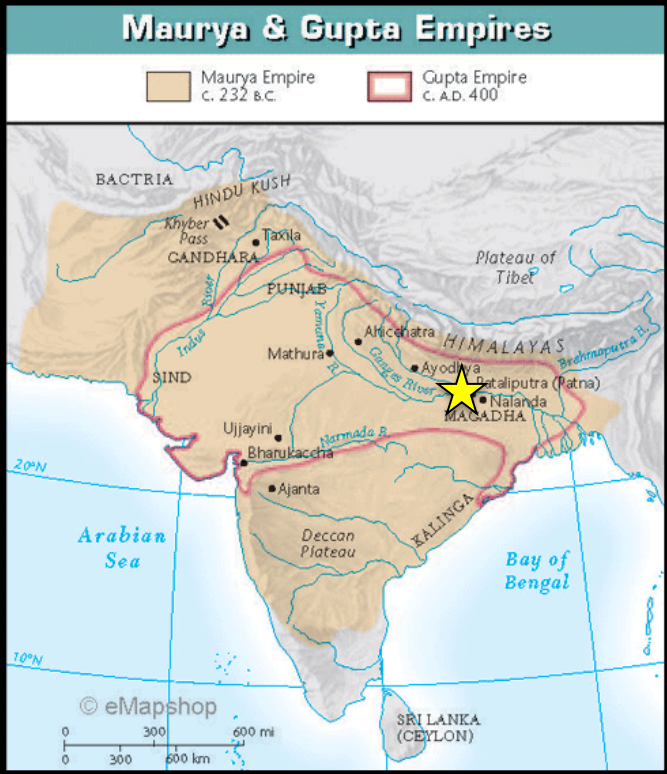 Maurya & Gupta Empires
Maurya Empire
C. 232 B.C.
Gupta Empire
C. A.D. 400
BACTRIA
HINDU KUSH
Khyber
Pass
Taxila
GANDHARA
Plateau of
Tibet
PUNJAB
Indus
River
Yamuna
R.
Ahicchatra
HIMALAYAS
Brahmaputra R.
Mathura
Ganges River
Ayodhya
SIND
Pataliputra (Patna)
Nalanda
MAGADHA
Ujjayini
Narmada R.
Bharukaccha
20°N
Ajanta
KALINGA
Arabian
Sea
Deccan
Plateau
Bay of
Bengal
10°N
© eMapshop
0 300 600 mi
0 300 600 km
SRI LANKA
(CEYLON)